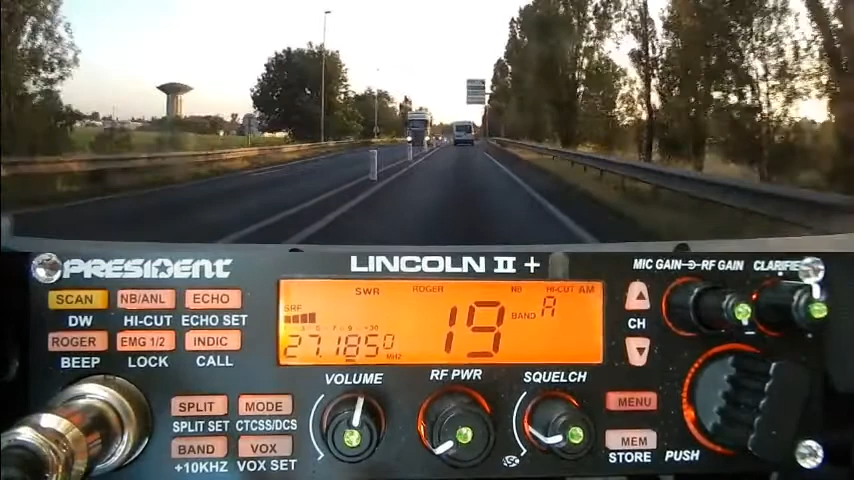 PRESIDENT
LINCOLN II +
MIC GAIN RF GAIN
CLARIFIER
SCAN
NB/ANL
ECHO
DW
HI-CUT
ECHO SET
ROGER
EMG 1/2
INDIC
BEEP
LOCK
CALL
SWR ROGER NB HI-CUT AM
SRF
19 BAND A
27.1850 MHZ
CH
VOLUME
RF PWR
SQUELCH
MENU
SPLIT
MODE
SPLIT SET
CTCSS/DCS
BAND
VOX
+10KHZ
VOX SET
MEM
STORE
PUSH